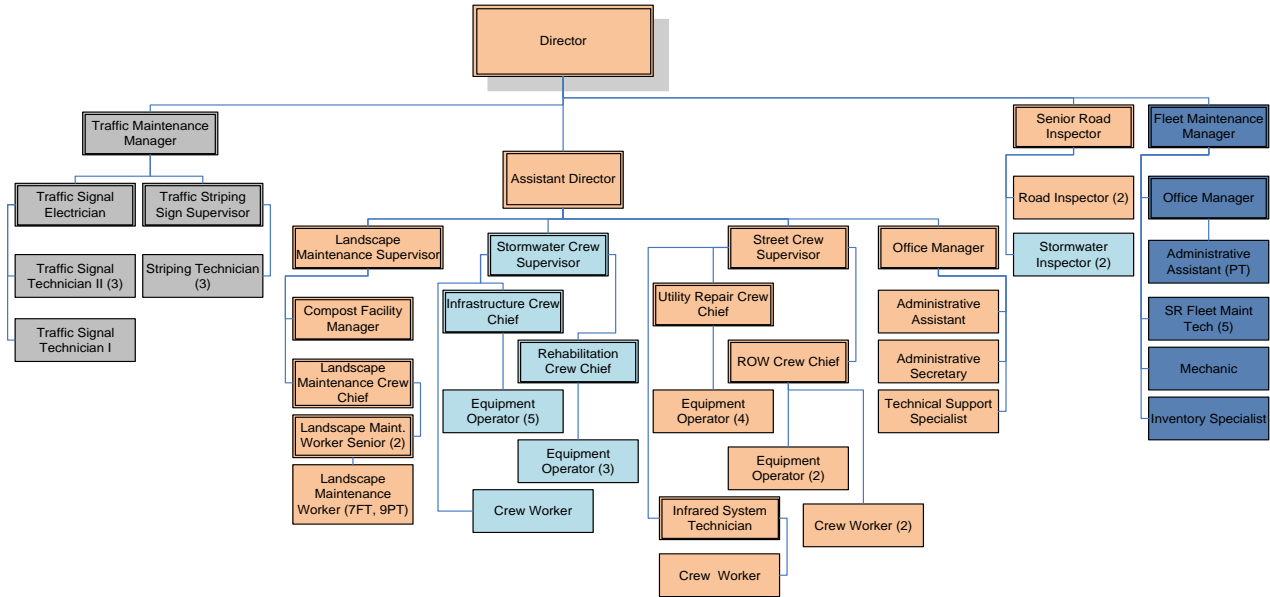 Director
Traffic Maintenance
Manager
Senior Road
Inspector
Fleet Maintenance
Manager
Assistant Director
Traffic Signal
Electrician
Traffic Striping
Sign Supervisor
Road Inspector (2)
Office Manager
Landscape
Maintenance Supervisor
Stormwater Crew
Supervisor
Street Crew
Supervisor
Office Manager
Stormwater
Inspector (2)
Administrative
Assistant (PT)
Traffic Signal
Technician II (3)
Striping Technician
(3)
Compost Facility
Manager
Infrastructure Crew
Chief
Utility Repair Crew
Chief
Administrative
Assistant
SR Fleet Maint
Tech (5)
Traffic Signal
Technician I
Rehabilitation
Crew Chief
ROW Crew Chief
Administrative
Secretary
Mechanic
Landscape
Maintenance Crew
Chief
Equipment
Operator (5)
Equipment
Operator (4)
Technical Support
Specialist
Inventory Specialist
Landscape Maint.
Worker Senior (2)
Equipment
Operator (3)
Equipment
Operator (2)
Landscape
Maintenance
Worker (7FT, 9PT)
Crew Worker
Infrared System
Technician
Crew Worker (2)
Crew  Worker